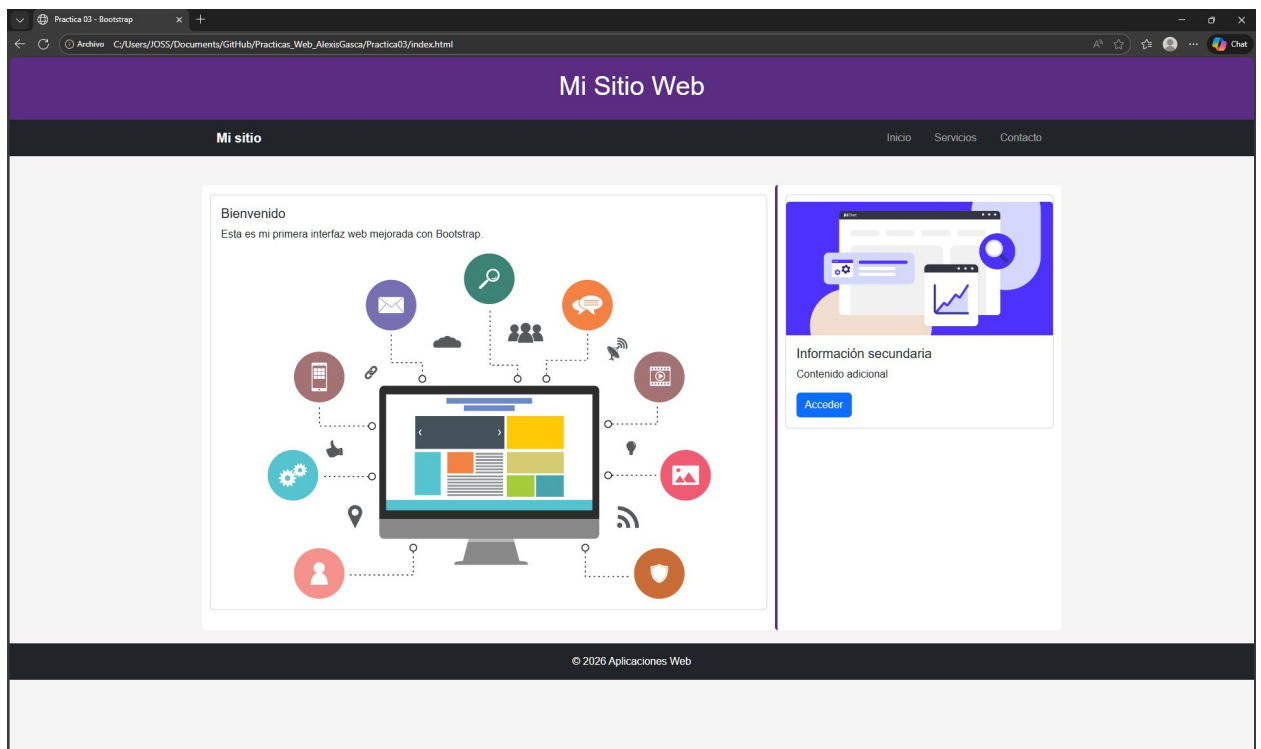 Practica 03 - Bootstrap
Archivo C:/Users/JOSS/Documents/GitHub/Practicas_Web_AlexisGasca/Practica03/index.html
Chat
Mi Sitio Web
Mi sitio Inicio Servicios Contacto
Bienvenido
Esta es mi primera interfaz web mejorada con Bootstrap.
Información secundaria
Contenido adicional
Acceder
© 2026 Aplicaciones Web